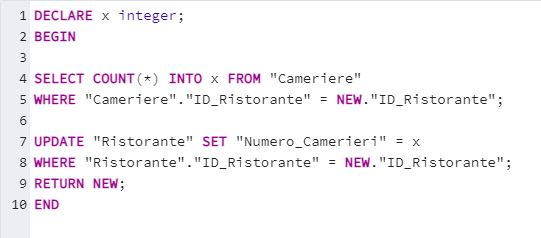 1 DECLARE x integer;
2 BEGIN
3
4 SELECT COUNT(*) INTO x FROM "Cameriere"
5 WHERE "Cameriere"."ID_Ristorante" = NEW."ID_Ristorante";
6
7 UPDATE "Ristorante" SET "Numero_Camerieri" = x
8 WHERE "Ristorante"."ID_Ristorante" = NEW."ID_Ristorante";
9 RETURN NEW;
10 END